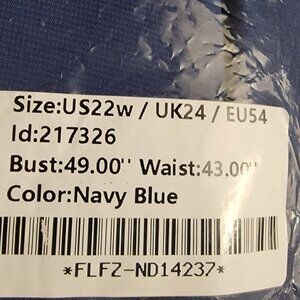 Size:US22w / UK24 / EU54
Id:217326
Bust:49.00'' Waist:43.00''
Color:Navy Blue
*FLFZ-ND14237*